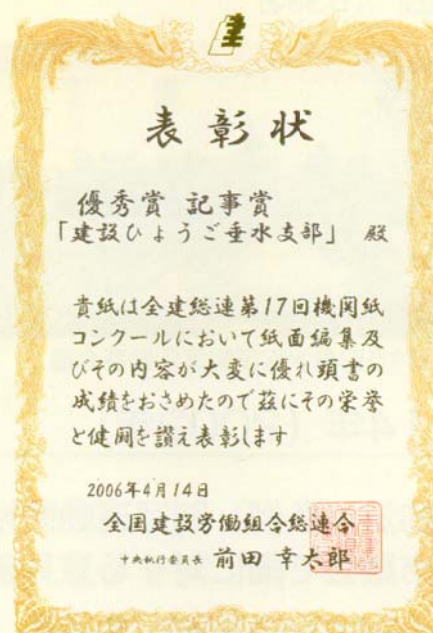 表彰状
優秀賞 記事賞
「建設ひょうご垂水支部」 殿
貴紙は全建総連第17回機関紙
コンクールにおいて紙面編集及
びその内容が大変に優れ頭書の
成績をおさめたので茲にその栄誉
と健闘を讃え表彰します
2006年4月14日
全国建設労働組合総連合
中央執行委員長 前田 幸太郎